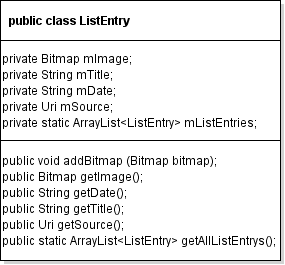 public class ListEntry
private Bitmap mImage;
private String mTitle;
private String mDate;
private Uri mSource;
private static ArrayList<ListEntry> mListEntries;
public void addBitmap (Bitmap bitmap);
public Bitmap getImage();
public String getDate();
public String getTitle();
public Uri getSource();
public static ArrayList<ListEntry> getAllListEntrys();